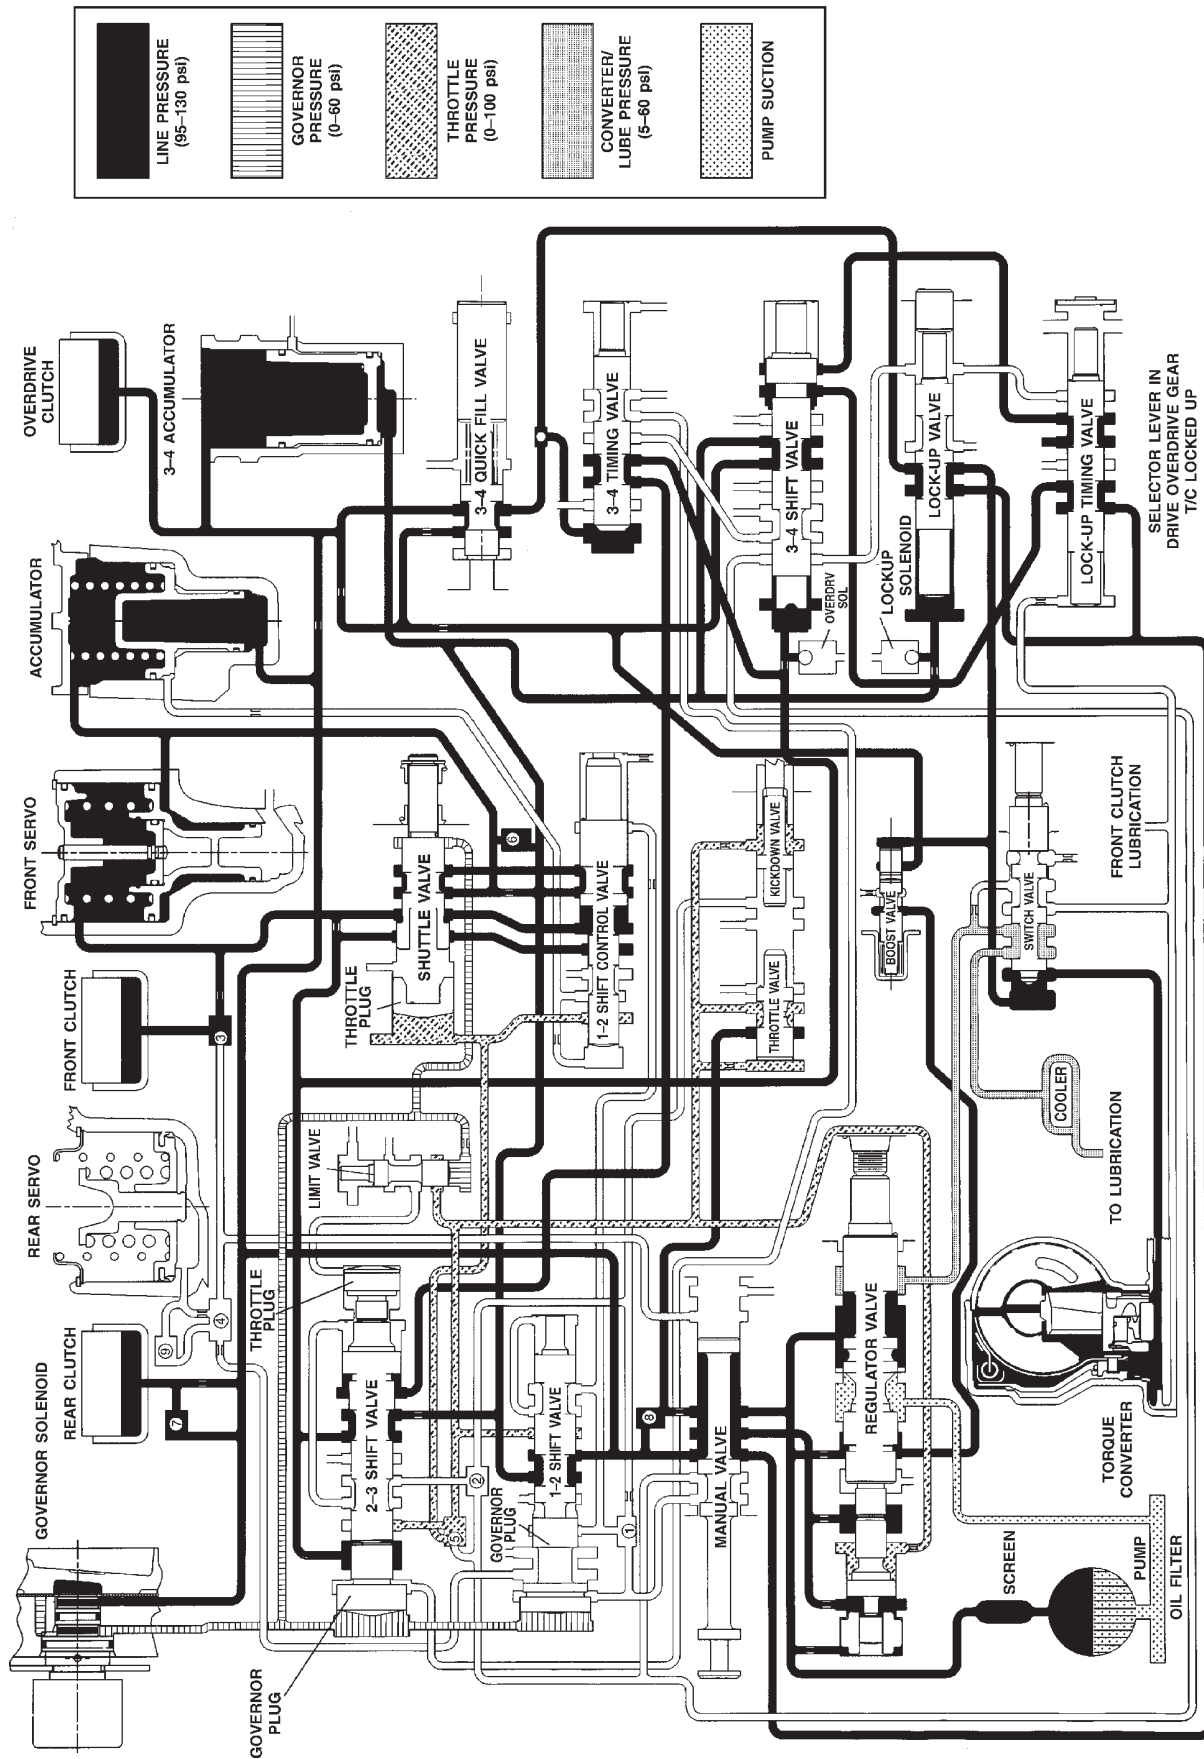 LINE PRESSURE
(95–130 psi)
GOVERNOR
PRESSURE
(0–60 psi)
THROTTLE
PRESSURE
(0–100 psi)
CONVERTER/
LUBE PRESSURE
(5–60 psi)
PUMP SUCTION
GOVERNOR SOLENOID
REAR CLUTCH
REAR SERVO
FRONT CLUTCH
FRONT SERVO
ACCUMULATOR
OVERDRIVE
CLUTCH
3–4 ACCUMULATOR
7
9
4
3
6
GOVERNOR
PLUG
2–3 SHIFT VALVE
THROTTLE
PLUG
LIMIT VALVE
THROTTLE
PLUG
SHUTTLE VALVE
3–4 QUICK FILL VALVE
5
2
GOVERNOR
PLUG
1–2 SHIFT VALVE
1–2 SHIFT CONTROL VALVE
3–4 TIMING VALVE
1
8
MANUAL VALVE
THROTTLE VALVE
KICKDOWN VALVE
OVERDRV
SOL
3–4 SHIFT VALVE
REGULATOR VALVE
BOOST VALVE
LOCKUP
SOLENOID
LOCK-UP VALVE
SWITCH VALVE
LOCK-UP TIMING VALVE
SCREEN
PUMP
OIL FILTER
TORQUE
CONVERTER
COOLER
TO LUBRICATION
FRONT CLUTCH
LUBRICATION
SELECTOR LEVER IN
DRIVE OVERDRIVE GEAR
T/C LOCKED UP